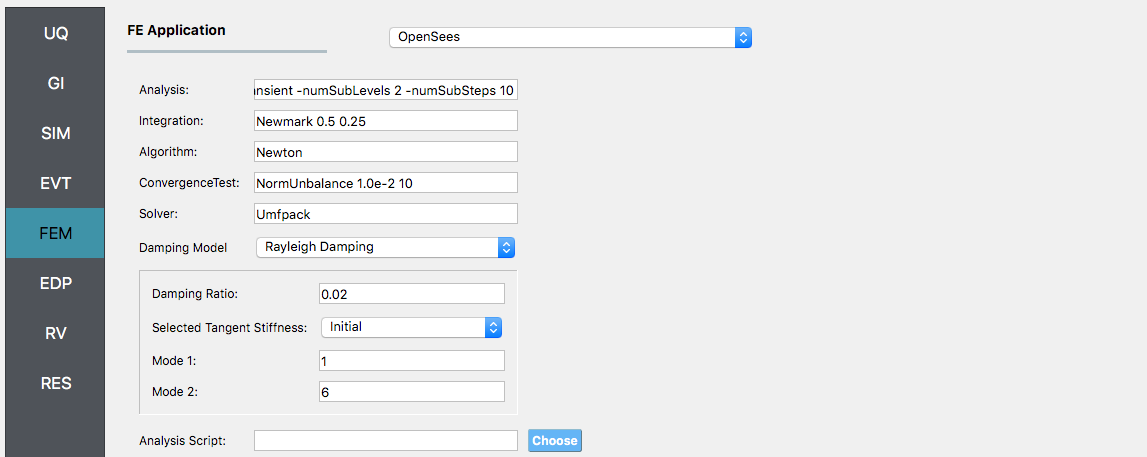 UQ
GI
SIM
EVT
FEM
EDP
RV
RES
FE Application
OpenSees
Analysis: -numSubLevels 2 -numSubSteps 10
Integration: Newmark 0.5 0.25
Algorithm: Newton
ConvergenceTest: NormUnbalance 1.0e-2 10
Solver: Umfpack
Damping Model Rayleigh Damping
Damping Ratio: 0.02
Selected Tangent Stiffness: Initial
Mode 1: 1
Mode 2: 6
Analysis Script: Choose